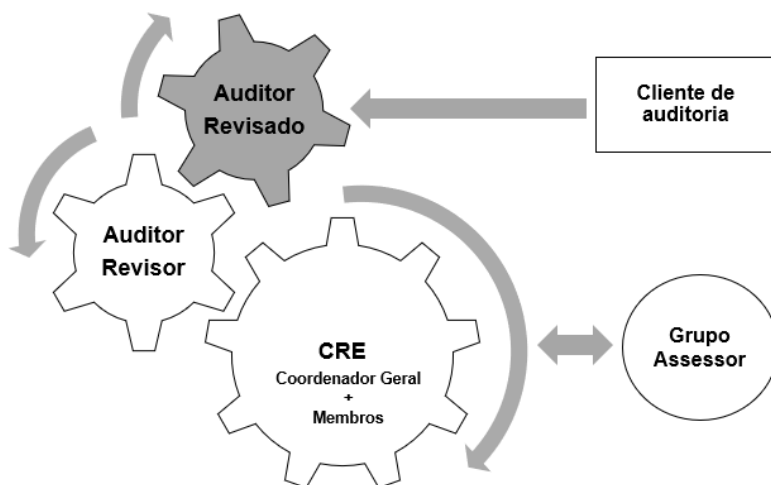 Auditor
Revisado
Cliente de
auditoria
Auditor
Revisor
CRE
Coordenador Geral
+
Membros
Grupo
Assessor